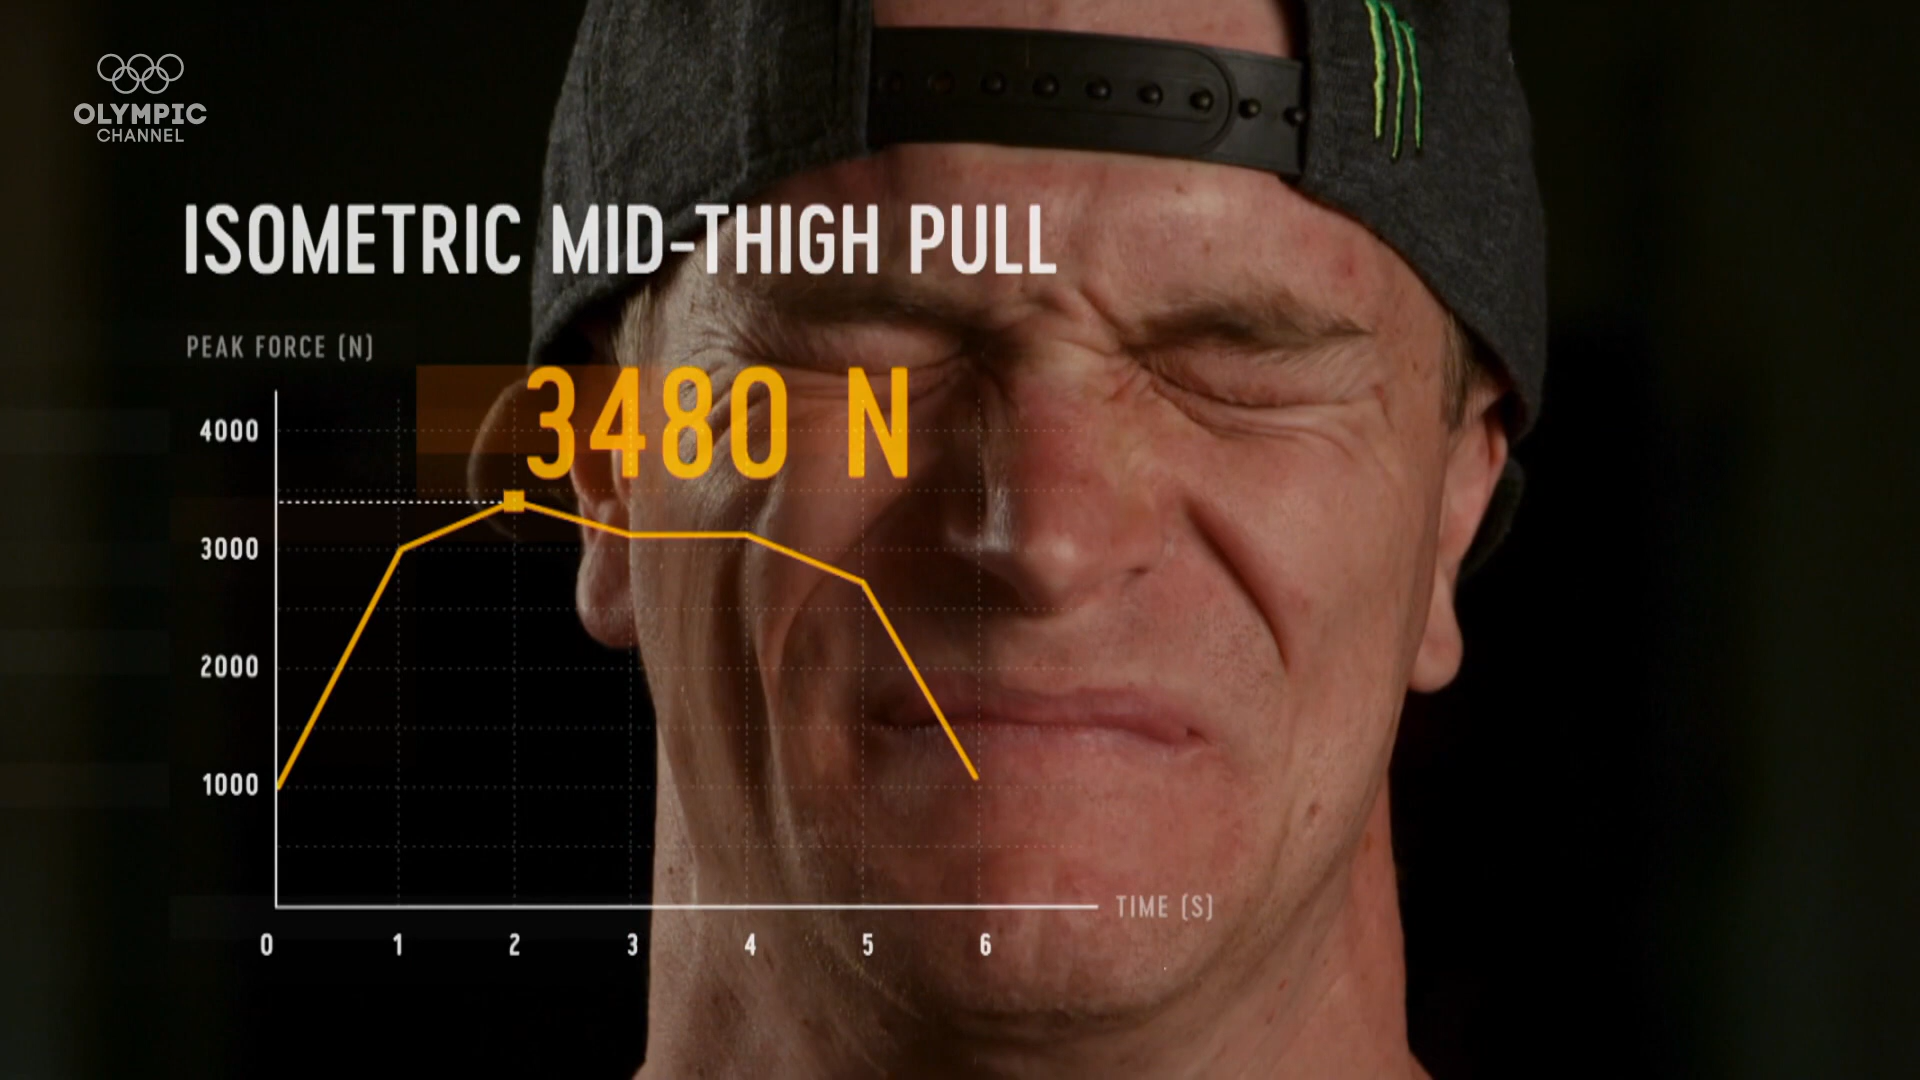 OLYMPIC
CHANNEL
ISOMETRIC MID-THIGH PULL
PEAK FORCE (N)
3480 N
4000
3000
2000
1000
TIME (S)
0 1 2 3 4 5 6